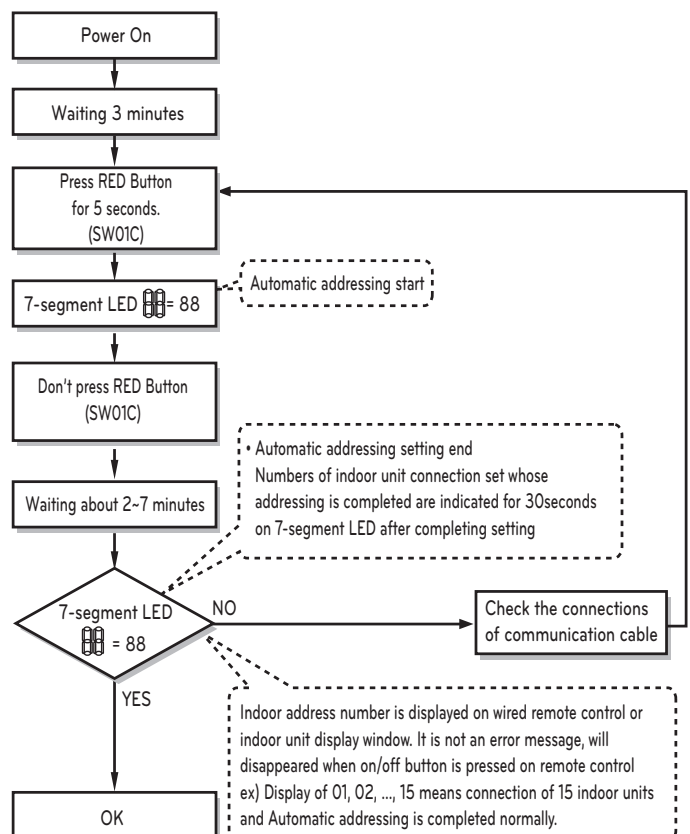 Power On
Waiting 3 minutes
Press RED Button
for 5 seconds.
(SW01C)
7-segment LED 88 = 88
Automatic addressing start
Don't press RED Button
(SW01C)
• Automatic addressing setting end
Numbers of indoor unit connection set whose
addressing is completed are indicated for 30seconds
on 7-segment LED after completing setting
Waiting about 2~7 minutes
7-segment LED
88 = 88
NO
Check the connections
of communication cable
YES
Indoor address number is displayed on wired remote control or
indoor unit display window. It is not an error message, will
disappeared when on/off button is pressed on remote control
ex) Display of 01, 02, ..., 15 means connection of 15 indoor units
and Automatic addressing is completed normally.
OK